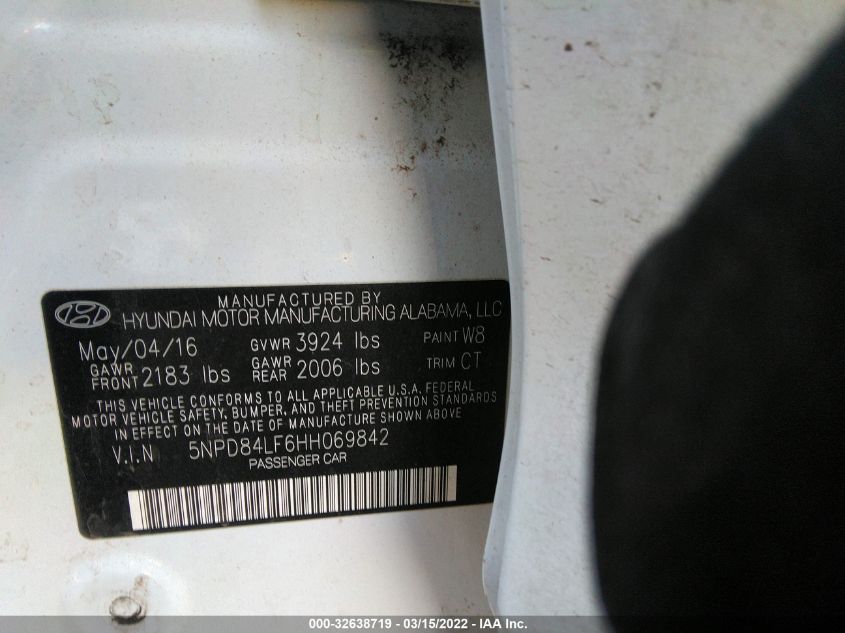 MANUFACTURED BY
HYUNDAI MOTOR MANUFACTURING ALABAMA, LLC
May/04/16 GVWR 3924 lbs PAINT W8
GAWR FRONT 2183 lbs GAWR REAR 2006 lbs TRIM CT
THIS VEHICLE CONFORMS TO ALL APPLICABLE U.S.A. FEDERAL
MOTOR VEHICLE SAFETY, BUMPER, AND THEFT PREVENTION STANDARDS
IN EFFECT ON THE DATE OF MANUFACTURE SHOWN ABOVE
V.I.N 5NPD84LF6HH069842
PASSENGER CAR
000-32638719 - 03/15/2022 - IAA Inc.